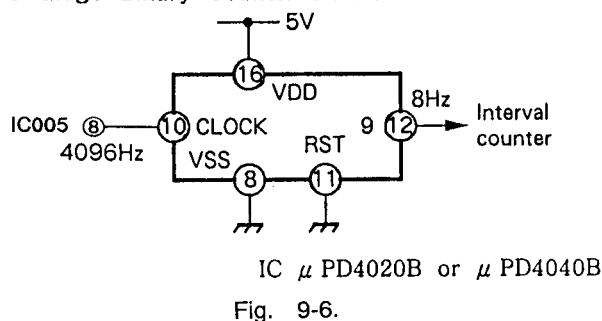 5V
16
VDD
8Hz
IC005 8 10 CLOCK 9 12 Interval
counter
4096Hz
RST
VSS
8 11
IC μ PD4020B or μ PD4040B
Fig. 9-6.